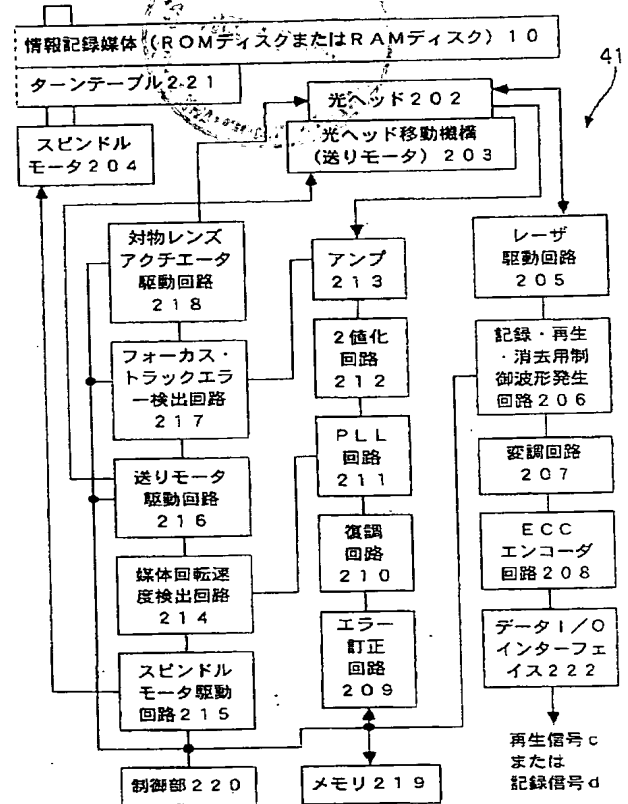 情報記録媒体(ROMディスクまたはRAMディスク)10
ターンテーブル221
41
光ヘッド202
スピンドル
モータ204
光ヘッド移動機構
(送りモータ)203
対物レンズ
アクチエータ
駆動回路
218
アンプ
213
レーザ
駆動回路
205
フォーカス・
トラックエラ
ー検出回路
217
2値化
回路
212
記録・再生
・消去用制
御波形発生
回路206
送りモータ
駆動回路
216
PLL
回路
211
変調回路
207
媒体回転速
度検出回路
214
復調
回路
210
ECC
エンコーダ
回路208
スピンドル
モータ駆動
回路215
エラー
訂正
回路
209
データI/O
インターフェ
イス222
制御部220
メモリ219
再生信号c
または
記録信号d